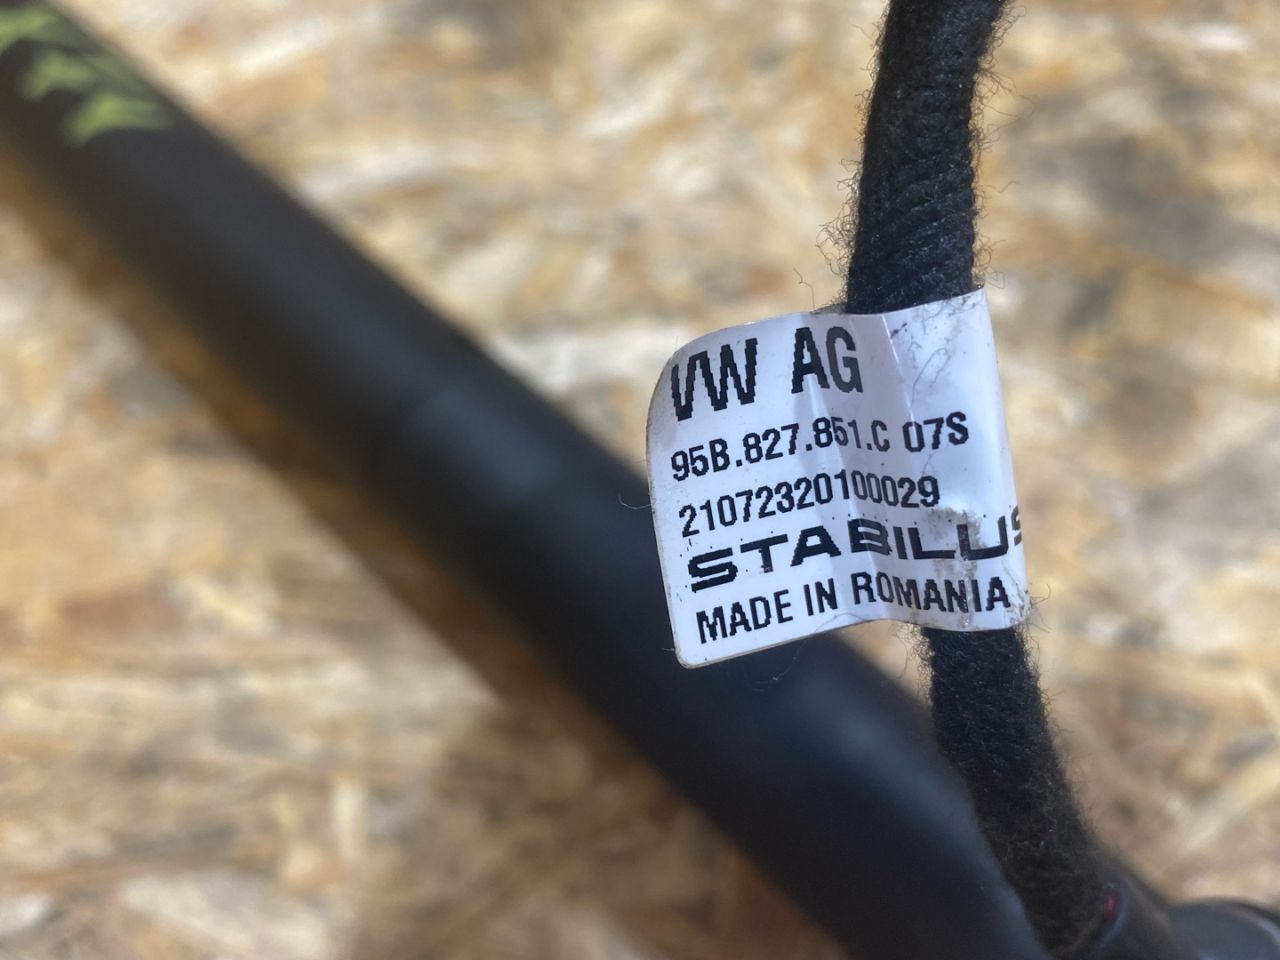 VW AG
95B.827.851.C 07S
21072320100029
STABILUS
MADE IN ROMANIA